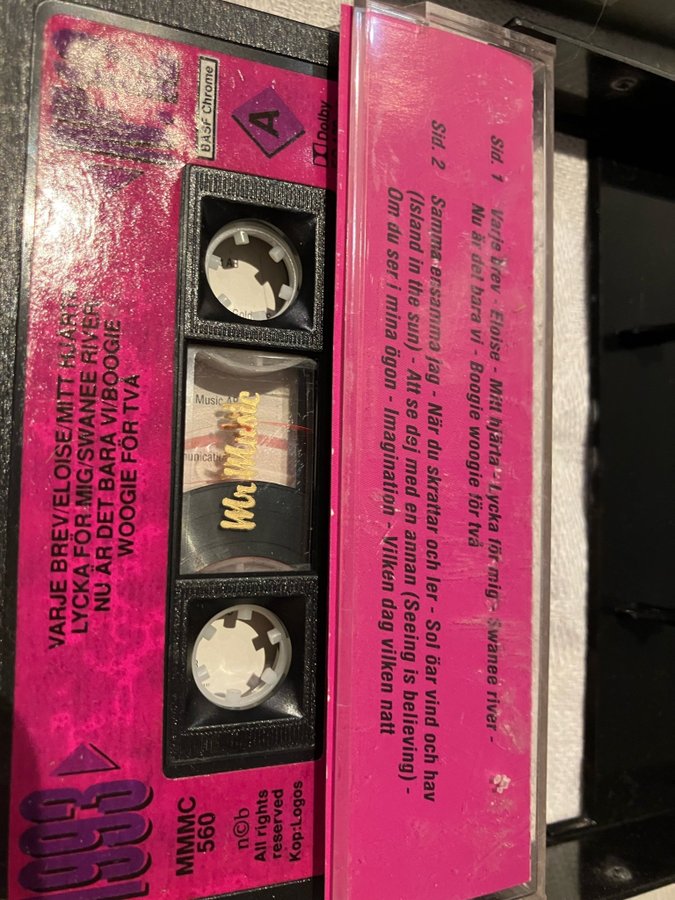 BASF Chrome
A
Dolby
VARJE BREV/ELOISE/MITT HJÄRTA
LYCKA FÖR MIG/SWANEE RIVER
NU ÄR DET BARA VI/BOOGIE
WOOGIE FÖR TVÅ
Mr Music
1993
MMMC
560
n©b
All rights
reserved
Kop:Logos
Sid. 1 Varje brev - Eloise - Mitt hjärta - Lycka för mig - Swanee river -
Nu är det bara vi - Boogie woogie för två
Sid. 2 Samma ensamma jag - När du skrattar och ler - Sol öar vind och hav
(Island in the sun) - Att se dej med en annan (Seeing is believing) -
Om du ser i mina ögon - Imagination - Vilken dag vilken natt